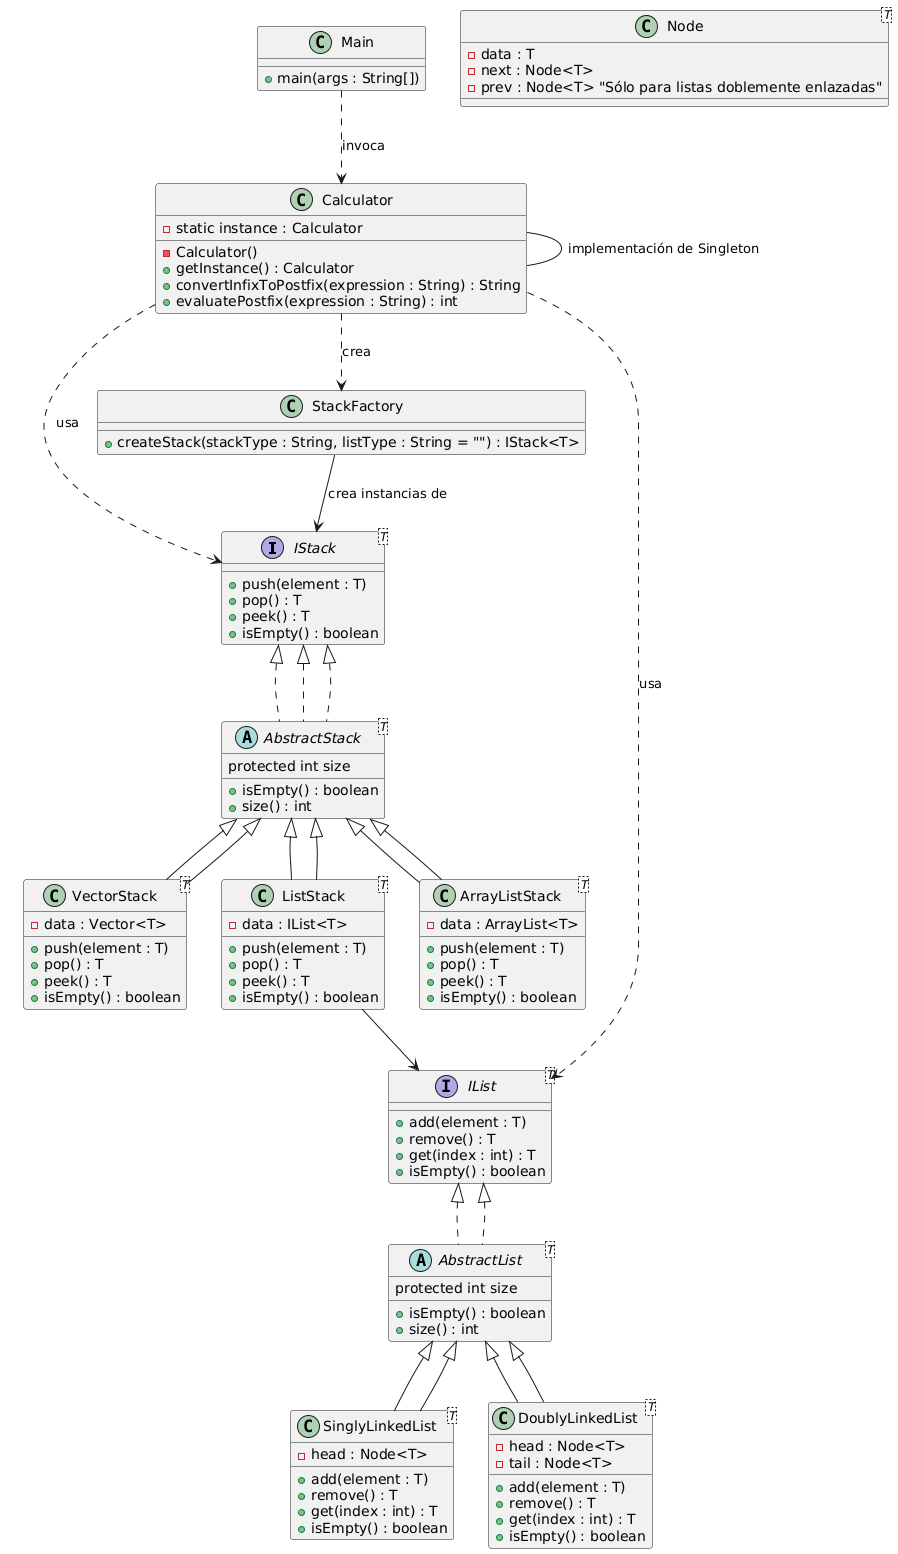 C Main
+ main(args : String[])
C Node
T
data : T
next : Node<T>
prev : Node<T> "Sólo para listas doblemente enlazadas"
invoca
C Calculator
static instance : Calculator
Calculator()
getInstance() : Calculator
convertInfixToPostfix(expression : String) : String
evaluatePostfix(expression : String) : int
implementación de Singleton
usa
crea
C StackFactory
createStack(stackType : String, listType : String = "") : IStack<T>
crea instancias de
I IStack
T
push(element : T)
pop() : T
peek() : T
isEmpty() : boolean
usa
A AbstractStack
T
protected int size
isEmpty() : boolean
size() : int
C VectorStack
T
data : Vector<T>
push(element : T)
pop() : T
peek() : T
isEmpty() : boolean
C ListStack
T
data : IList<T>
push(element : T)
pop() : T
peek() : T
isEmpty() : boolean
C ArrayListStack
T
data : ArrayList<T>
push(element : T)
pop() : T
peek() : T
isEmpty() : boolean
I IList
T
add(element : T)
remove() : T
get(index : int) : T
isEmpty() : boolean
A AbstractList
T
protected int size
isEmpty() : boolean
size() : int
C SinglyLinkedList
T
head : Node<T>
add(element : T)
remove() : T
get(index : int) : T
isEmpty() : boolean
C DoublyLinkedList
T
head : Node<T>
tail : Node<T>
add(element : T)
remove() : T
get(index : int) : T
isEmpty() : boolean